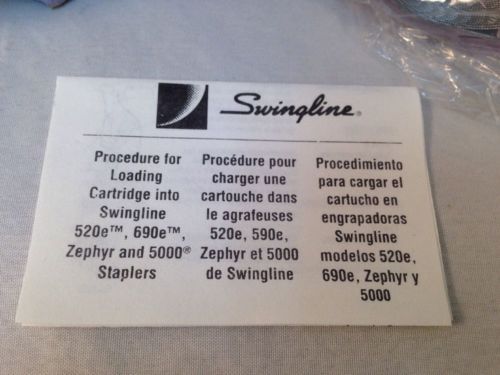 Swingline®
Procedure for
Loading
Cartridge into
Swingline
520e™, 690e™,
Zephyr and 5000®
Staplers
Procédure pour
charger une
cartouche dans
le agrafeuses
520e, 590e,
Zephyr et 5000
de Swingline
Procedimiento
para cargar el
cartucho en
engrapadoras
Swingline
modelos 520e,
690e, Zephyr y
5000